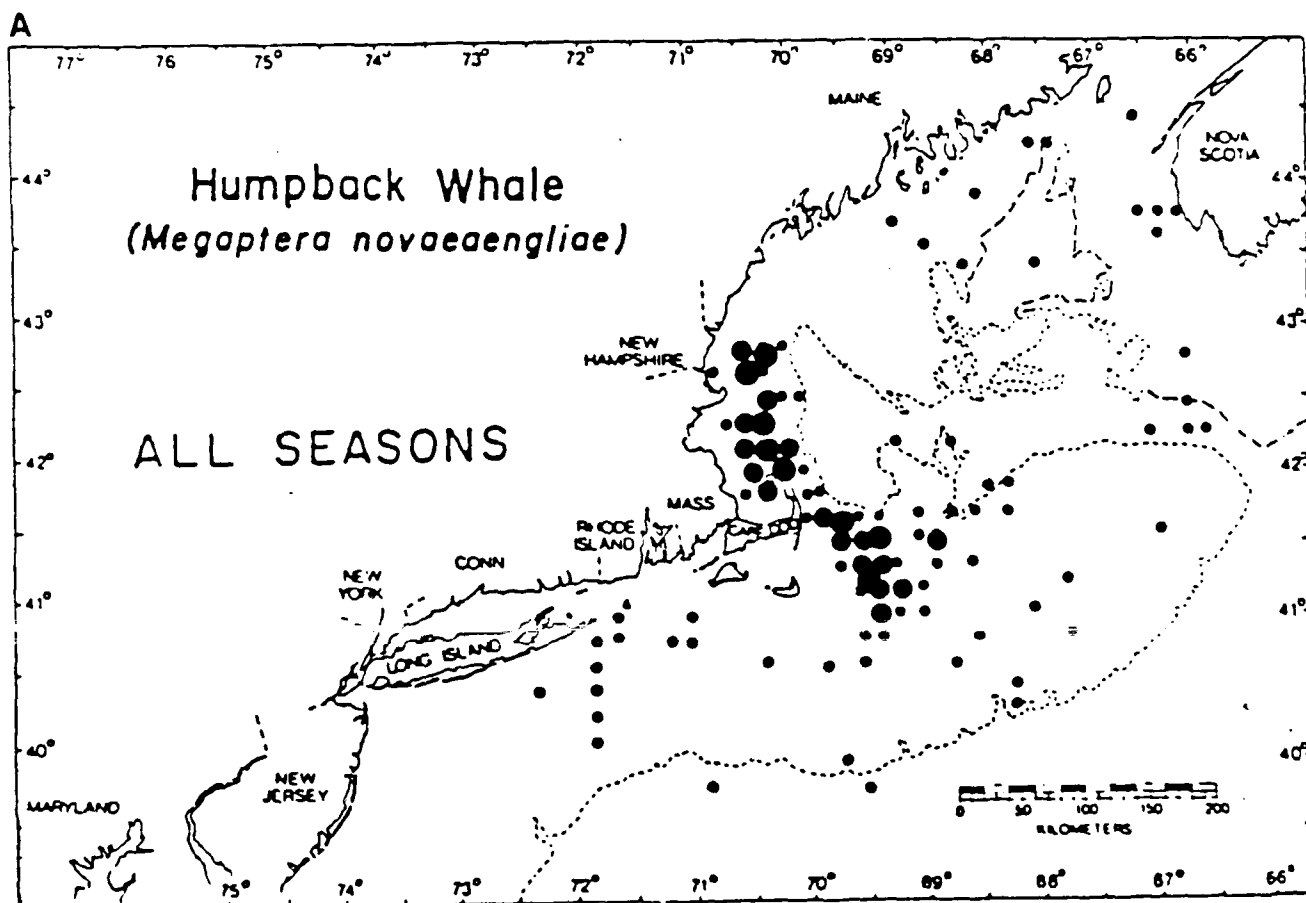 A
77° 75° 74° 73° 72° 71° 70° 69° 68° 67° 66°
MAINE
NOVA
SCOTIA
44° 44°
Humpback Whale
(Megaptera novaeaengliae)
43° 43°
NEW
HAMPSHIRE
ALL SEASONS
42° 42°
MASS
RHODE
ISLAND
CAPE COD
CONN
NEW
YORK
41° 41°
LONG ISLAND
40° 40°
NEW
JERSEY
MARYLAND
0 50 100 150 200
KILOMETERS
75° 74° 73° 72° 71° 70° 69° 68° 67° 66°